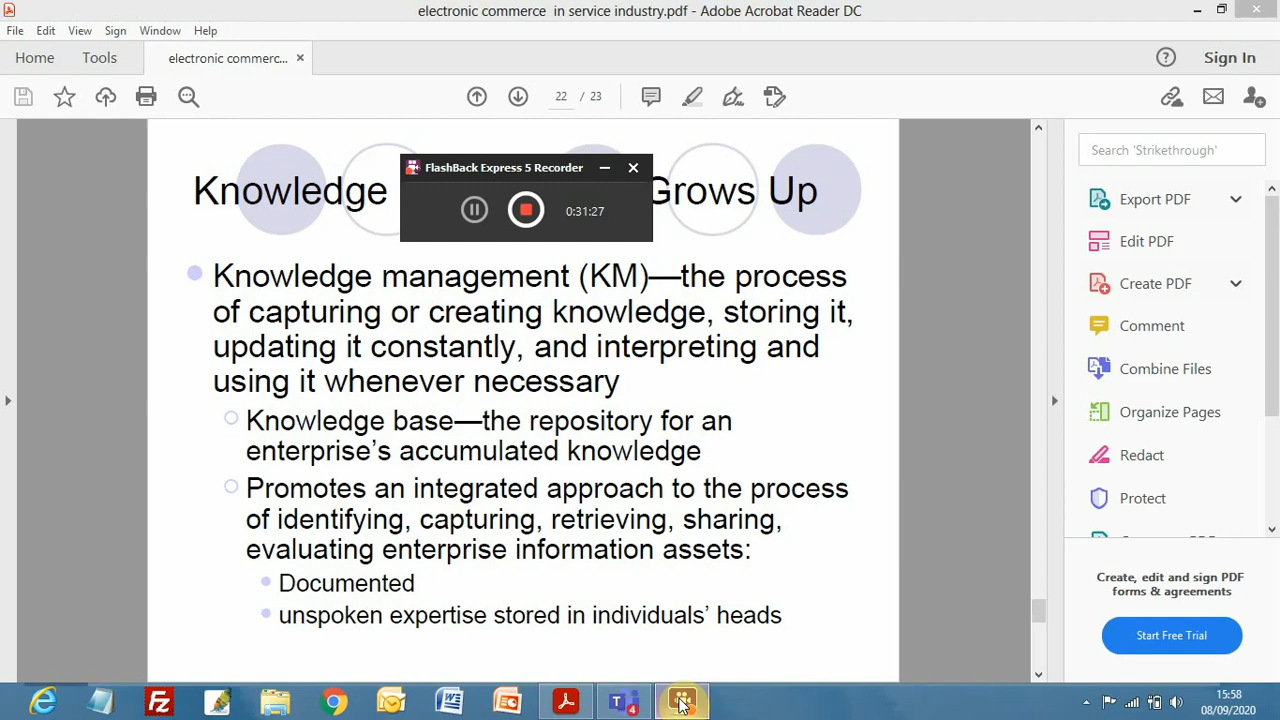 electronic commerce  in service industry.pdf - Adobe Acrobat Reader DC
File Edit View Sign Window Help
Home Tools electronic commerc... Sign In
22 / 23
FlashBack Express 5 Recorder
0:31:27
Knowledge Grows Up
Knowledge management (KM)—the process
of capturing or creating knowledge, storing it,
updating it constantly, and interpreting and
using it whenever necessary
Knowledge base—the repository for an
enterprise’s accumulated knowledge
Promotes an integrated approach to the process
of identifying, capturing, retrieving, sharing,
evaluating enterprise information assets:
Documented
unspoken expertise stored in individuals’ heads
Search 'Strikethrough'
Export PDF
Edit PDF
Create PDF
Comment
Combine Files
Organize Pages
Redact
Protect
Create, edit and sign PDF
forms & agreements
Start Free Trial
4
15:58
08/09/2020